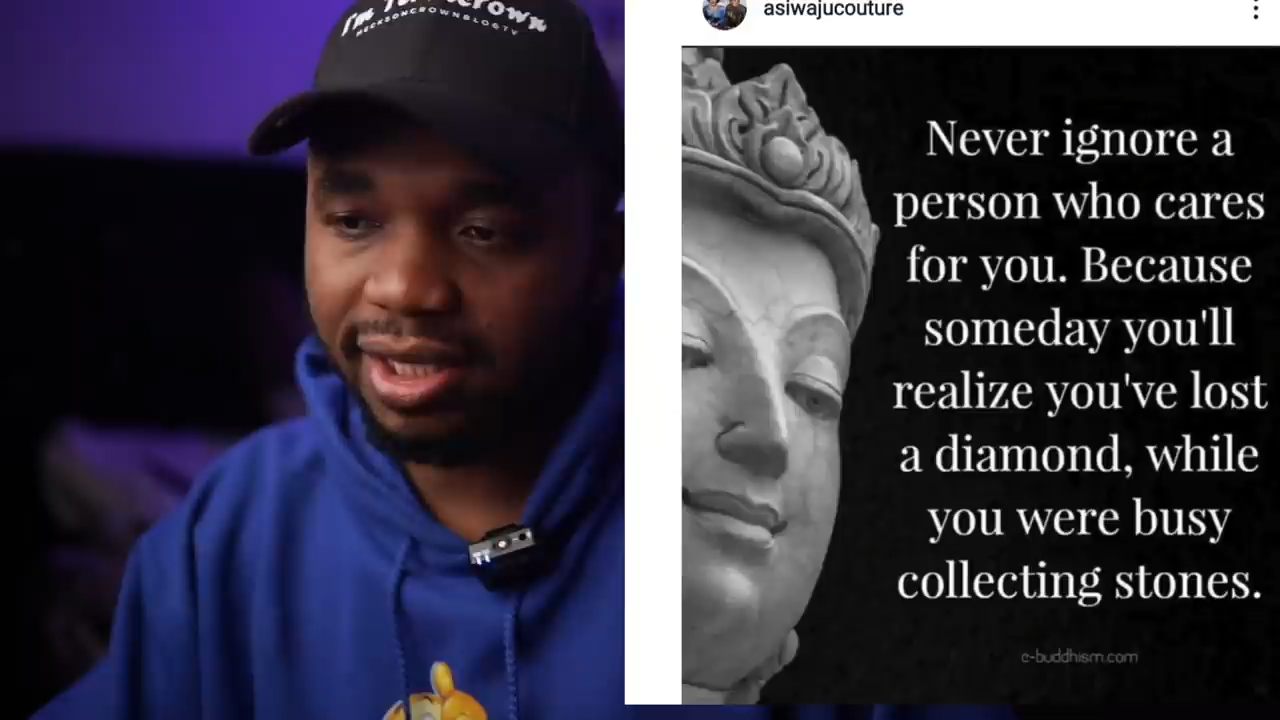 MECKSONCROWNBLOGTV
asiwajucouture
Never ignore a
person who cares
for you. Because
someday you'll
realize you've lost
a diamond, while
you were busy
collecting stones.
e-buddhism.com